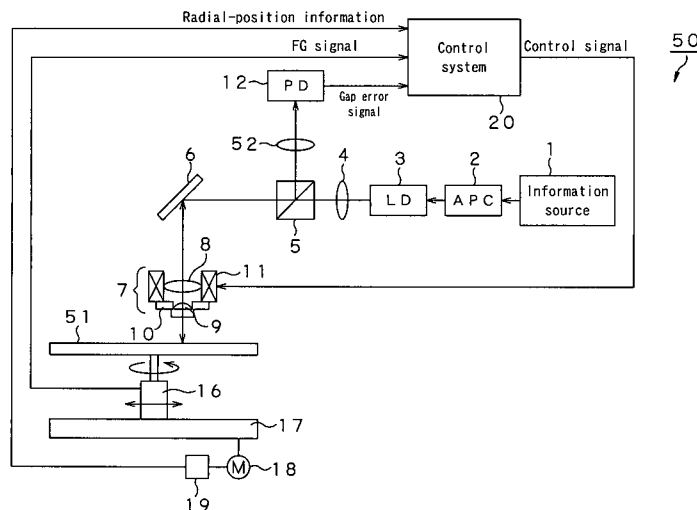 Radial-position information
FG signal
Control system
Control signal
50
12
PD
Gap error signal
20
52
6
4
3
2
1
LD
APC
Information source
5
8
11
7
10
9
51
16
17
M
18
19